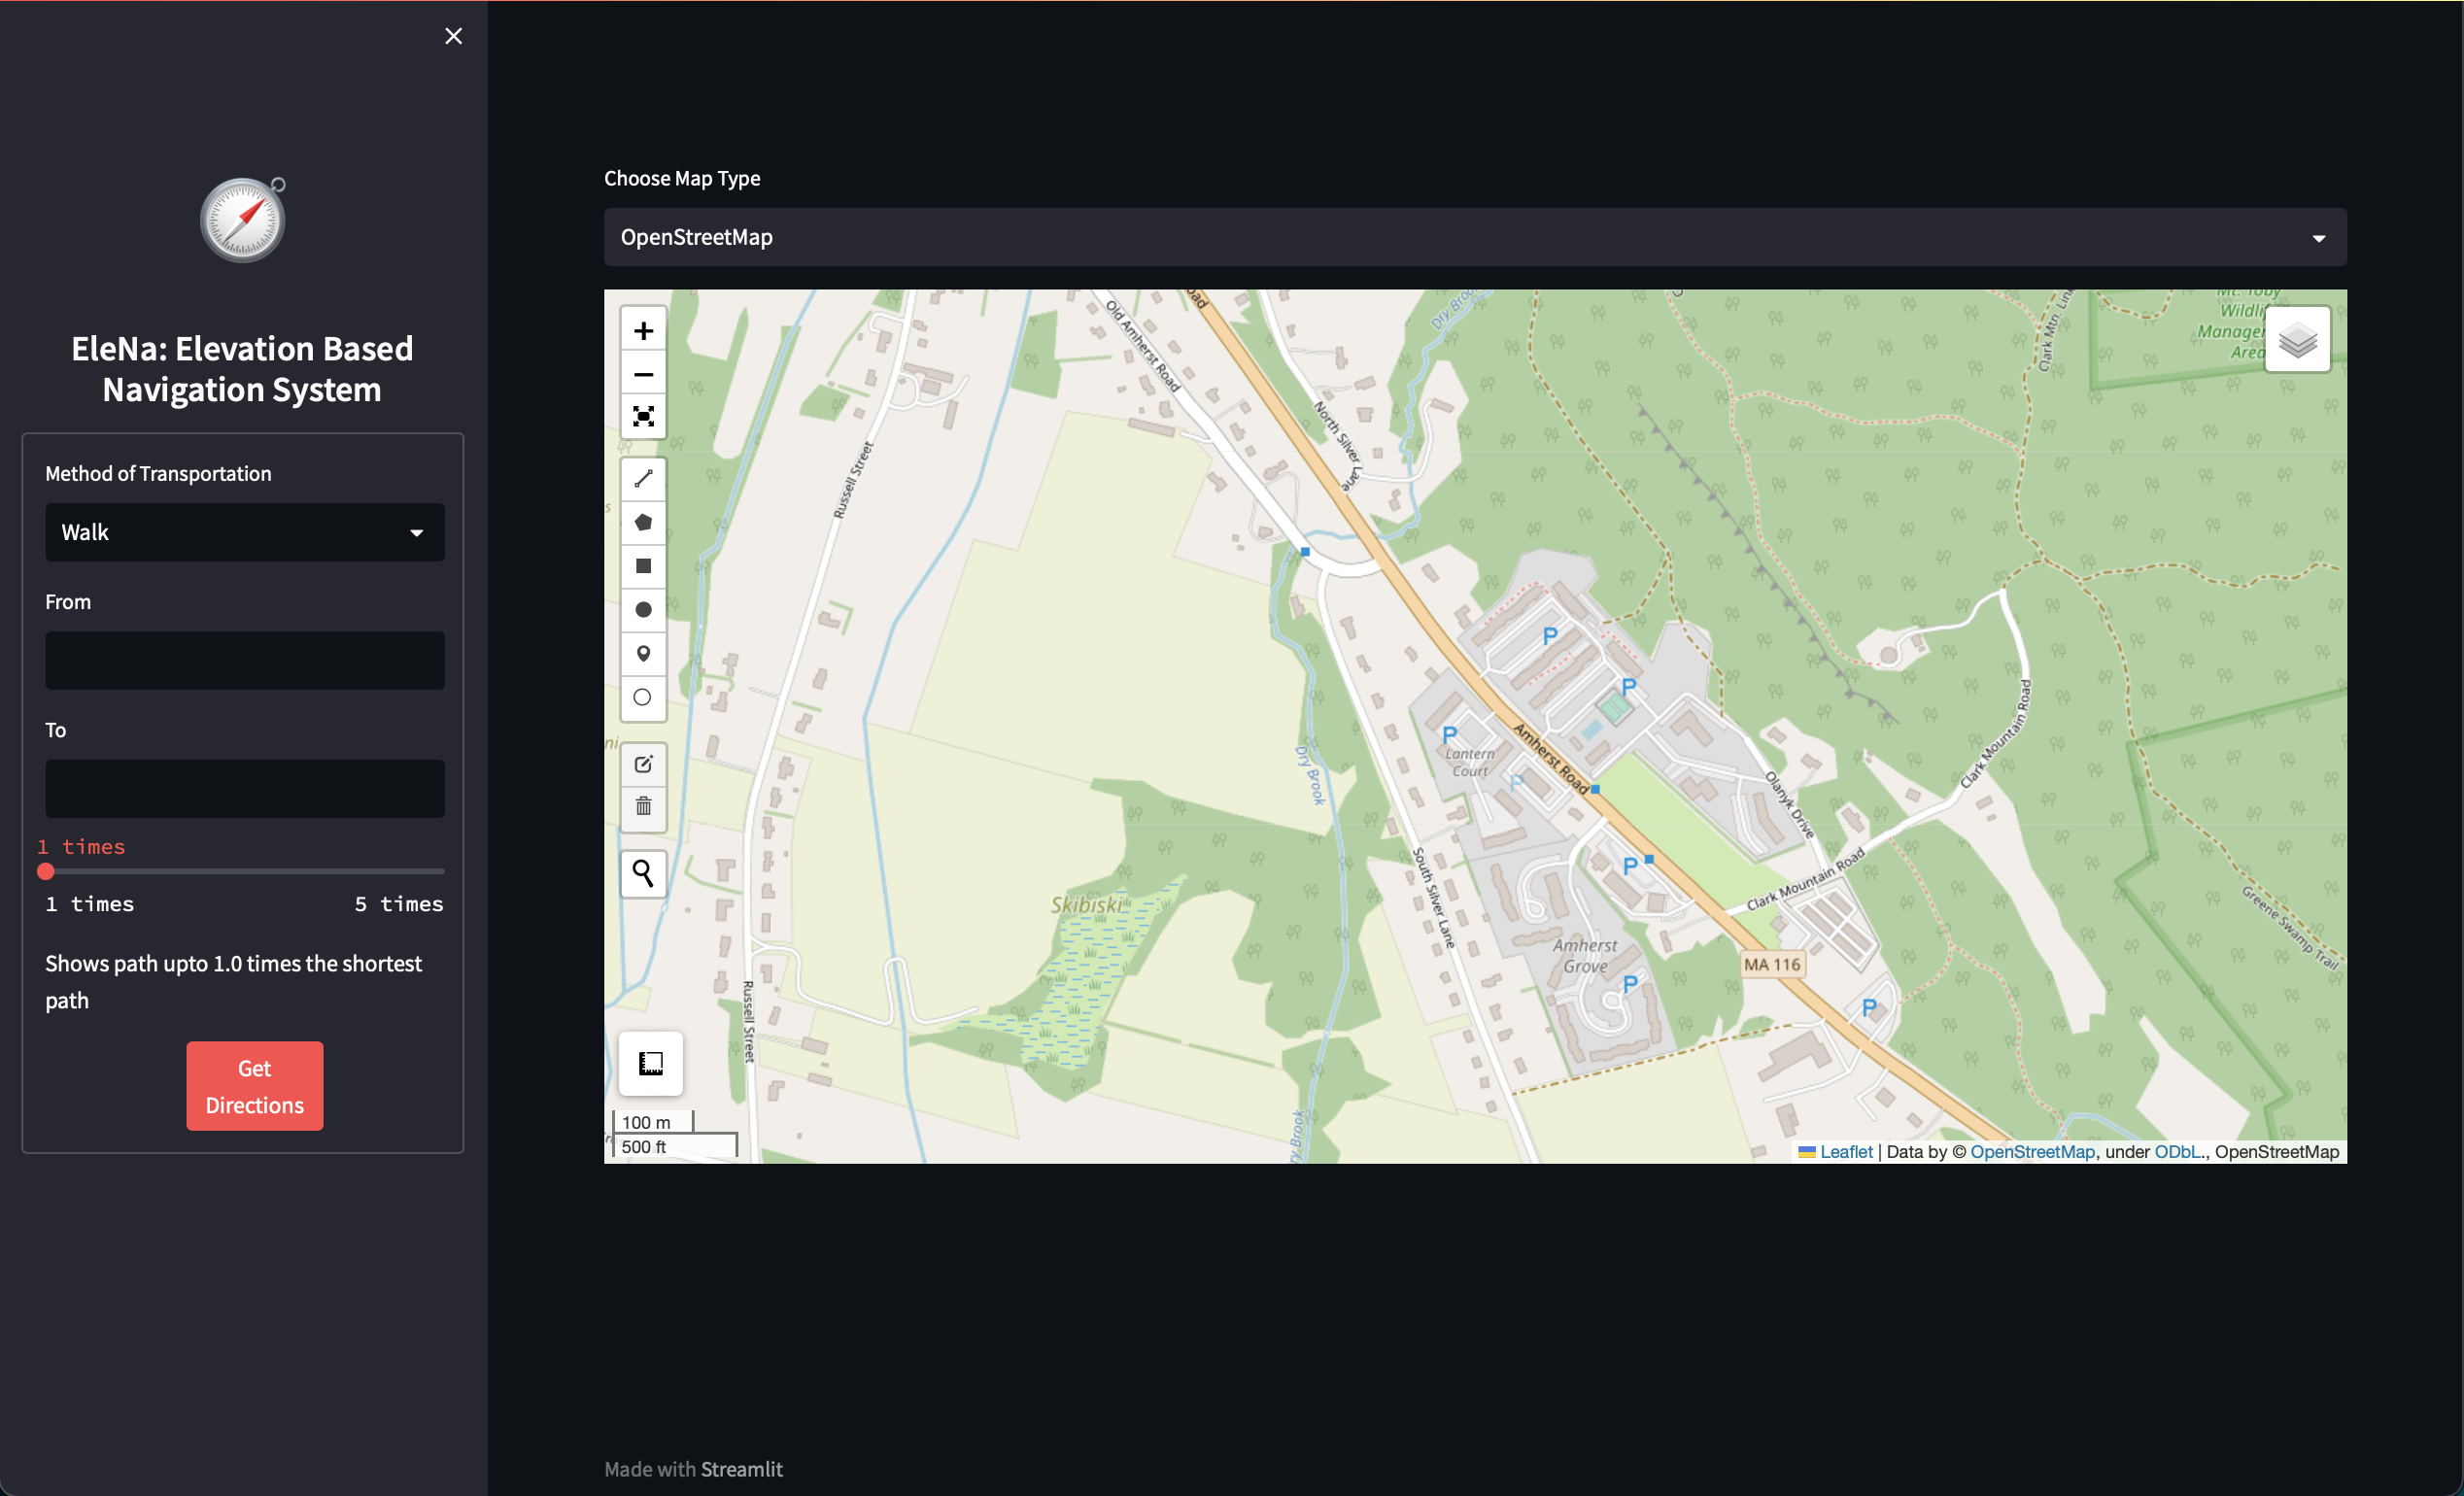 EleNa: Elevation Based
Navigation System
Method of Transportation
Walk
From
To
1 times
1 times 5 times
Shows path upto 1.0 times the shortest
path
Get
Directions
Choose Map Type
OpenStreetMap
Old Amherst Road
Dry Brook
Clark Mtn. Link
Mt. Toby
Area
North Silver Lane
Russell Street
P
P
P
Lantern
Court
P
Amherst Road
Dry Brook
Clark Mountain Road
Olanyk Drive
P
Clark Mountain Road
South Silver Lane
Skibiski
Greene Swamp Trail
Amherst
Grove
MA 116
P
P
Russell Street
100 m
500 ft
Leaflet | Data by © OpenStreetMap, under ODbL., OpenStreetMap
Made with Streamlit